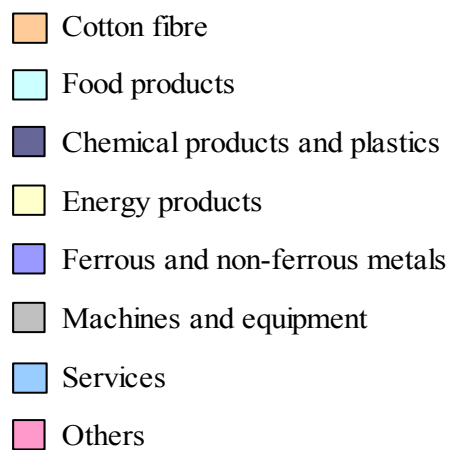 Cotton fibre
Food products
Chemical products and plastics
Energy products
Ferrous and non-ferrous metals
Machines and equipment
Services
Others